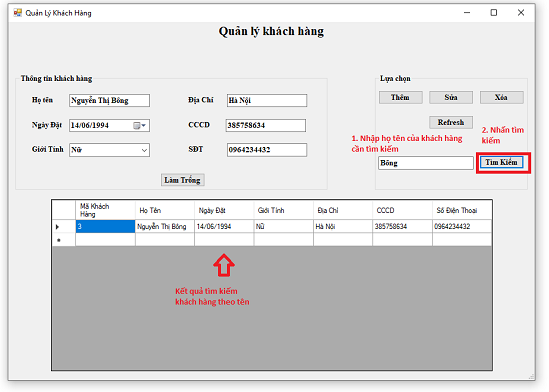 Quản Lý Khách Hàng
Quản lý khách hàng
Thông tin khách hàng
Lựa chọn
Họ tên
Nguyễn Thị Bông
Địa Chỉ
Hà Nội
Thêm
Sửa
Xóa
Ngày Đặt
14/06/1994
CCCD
385758634
Refresh
Giới Tính
Nữ
SĐT
0964234432
1. Nhập họ tên của khách hàng
cần tìm kiếm
2. Nhấn tìm
kiếm
Bông
Tìm Kiếm
Làm Trống
Mã Khách
Hàng
Họ Tên
Ngày Đặt
Giới Tính
Địa Chỉ
CCCD
Số Điện Thoại
3
Nguyễn Thị Bông
14/06/1994
Nữ
Hà Nội
385758634
0964234432
Kết quả tìm kiếm
khách hàng theo tên